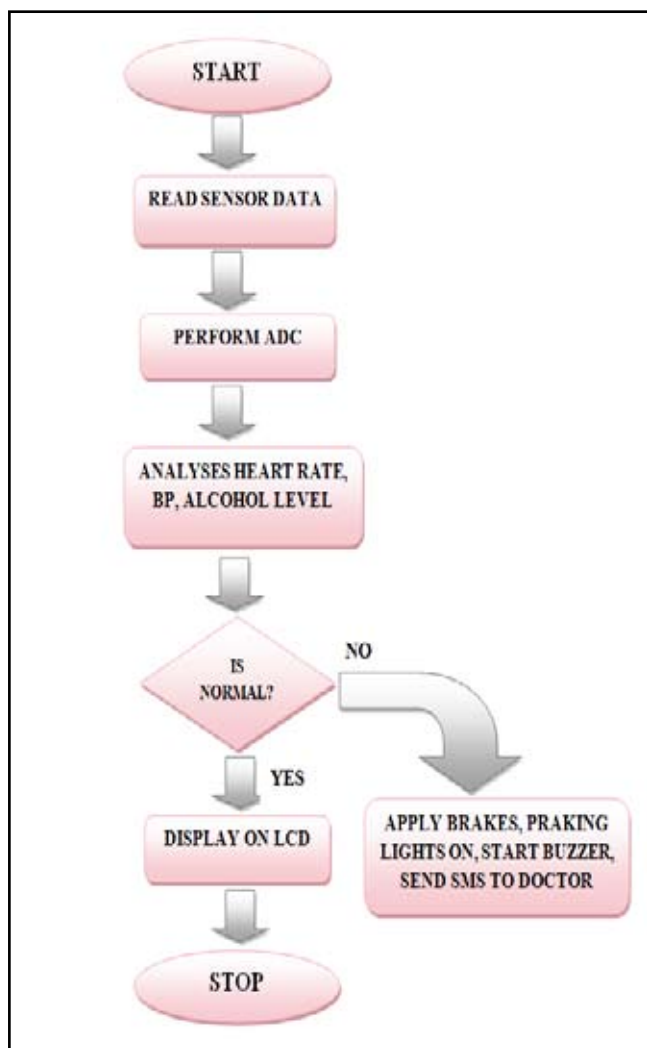 START
READ SENSOR DATA
PERFORM ADC
ANALYSES HEART RATE,
BP, ALCOHOL LEVEL
IS
NORMAL?
NO
YES
DISPLAY ON LCD
APPLY BRAKES, PRAKING
LIGHTS ON, START BUZZER,
SEND SMS TO DOCTOR
STOP